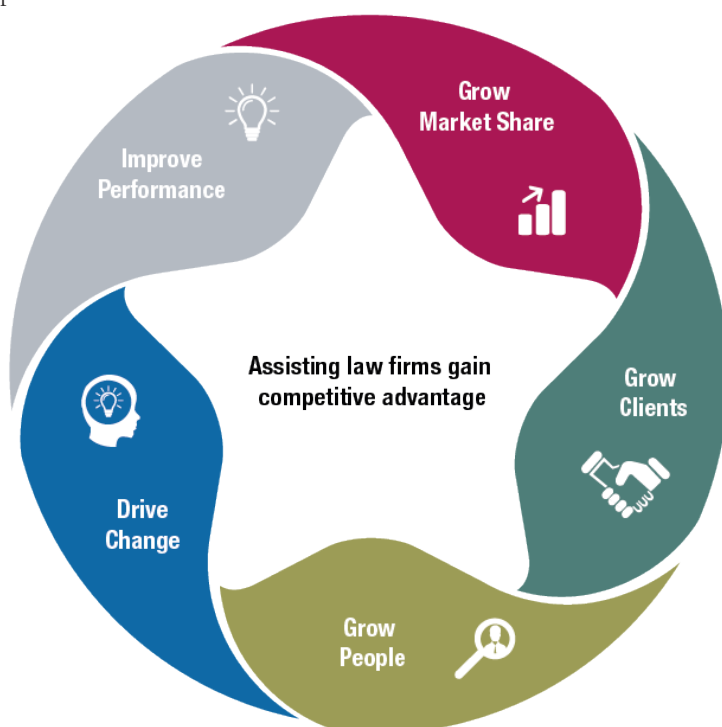 Grow
Market Share
Improve
Performance
Assisting law firms gain
competitive advantage
Grow
Clients
Drive
Change
Grow
People